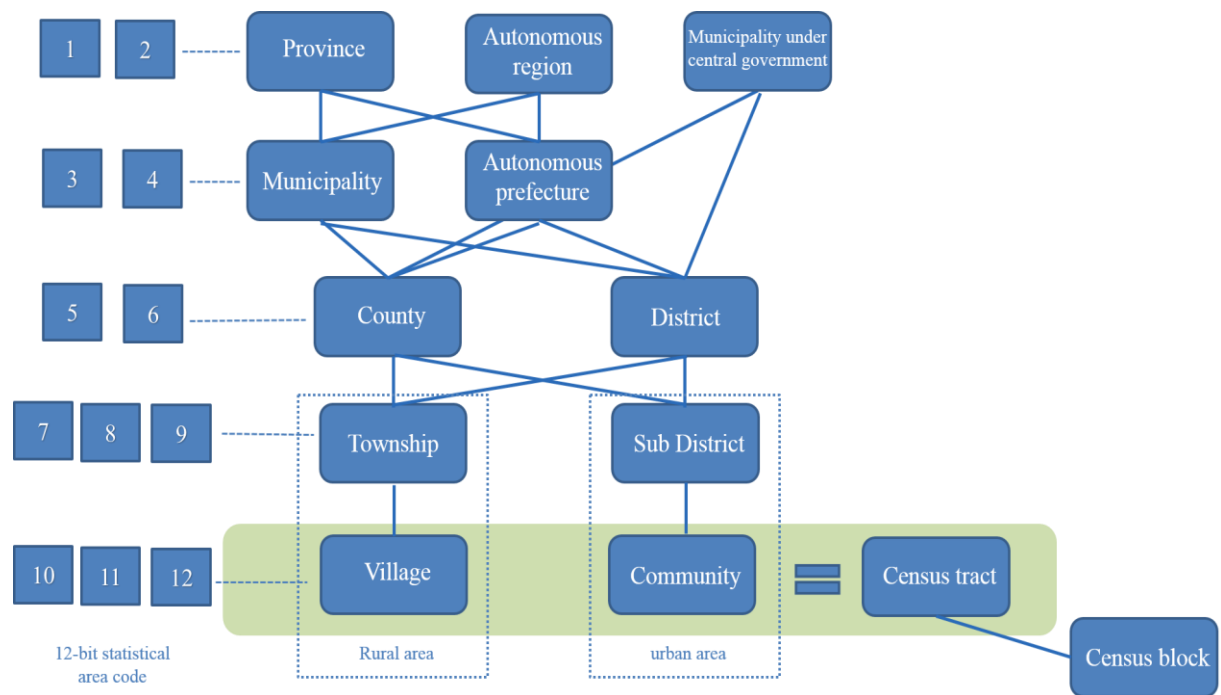 1
2
Province
Autonomous
region
Municipality under
central government
3
4
Municipality
Autonomous
prefecture
5
6
County
District
7
8
9
Township
Sub District
10
11
12
Village
Community
Census tract
12-bit statistical
area code
Rural area
urban area
Census block